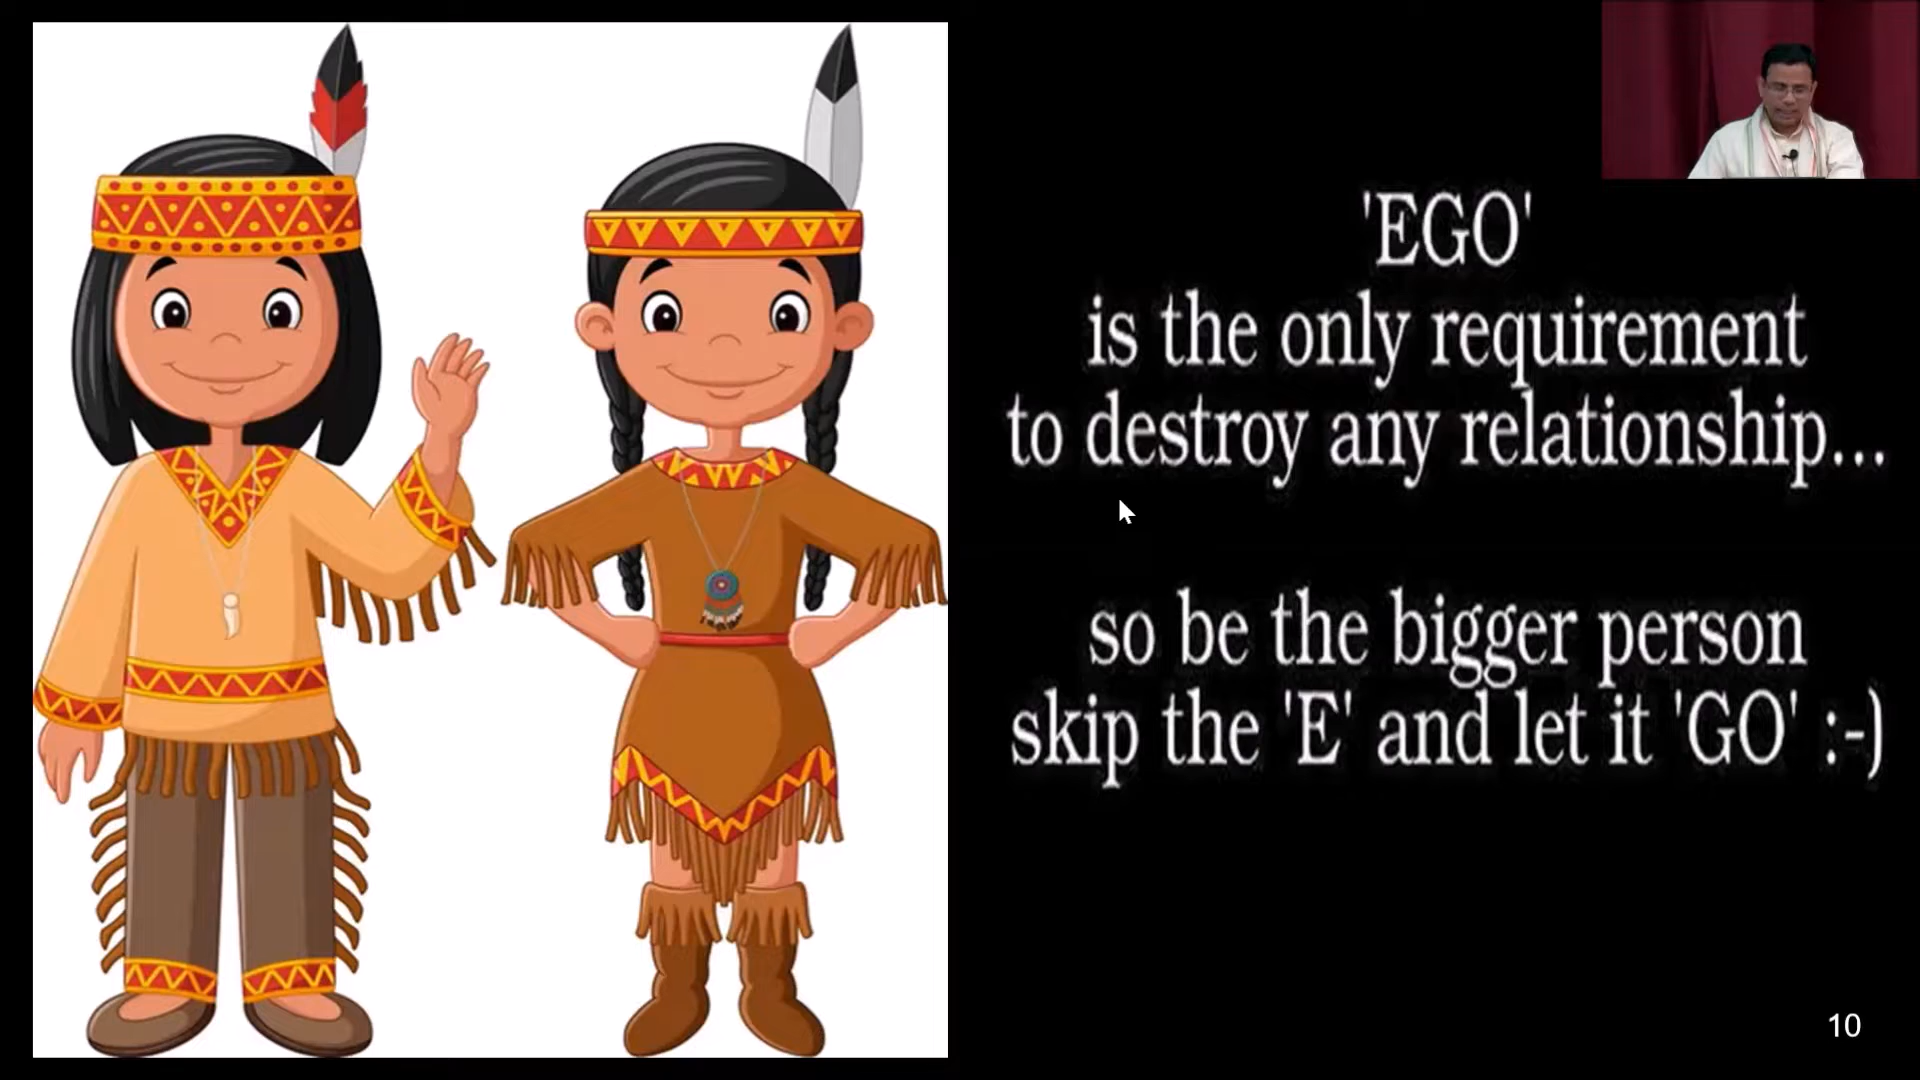 'EGO'
is the only requirement
to destroy any relationship...
so be the bigger person
skip the 'E' and let it 'GO' :-)
10